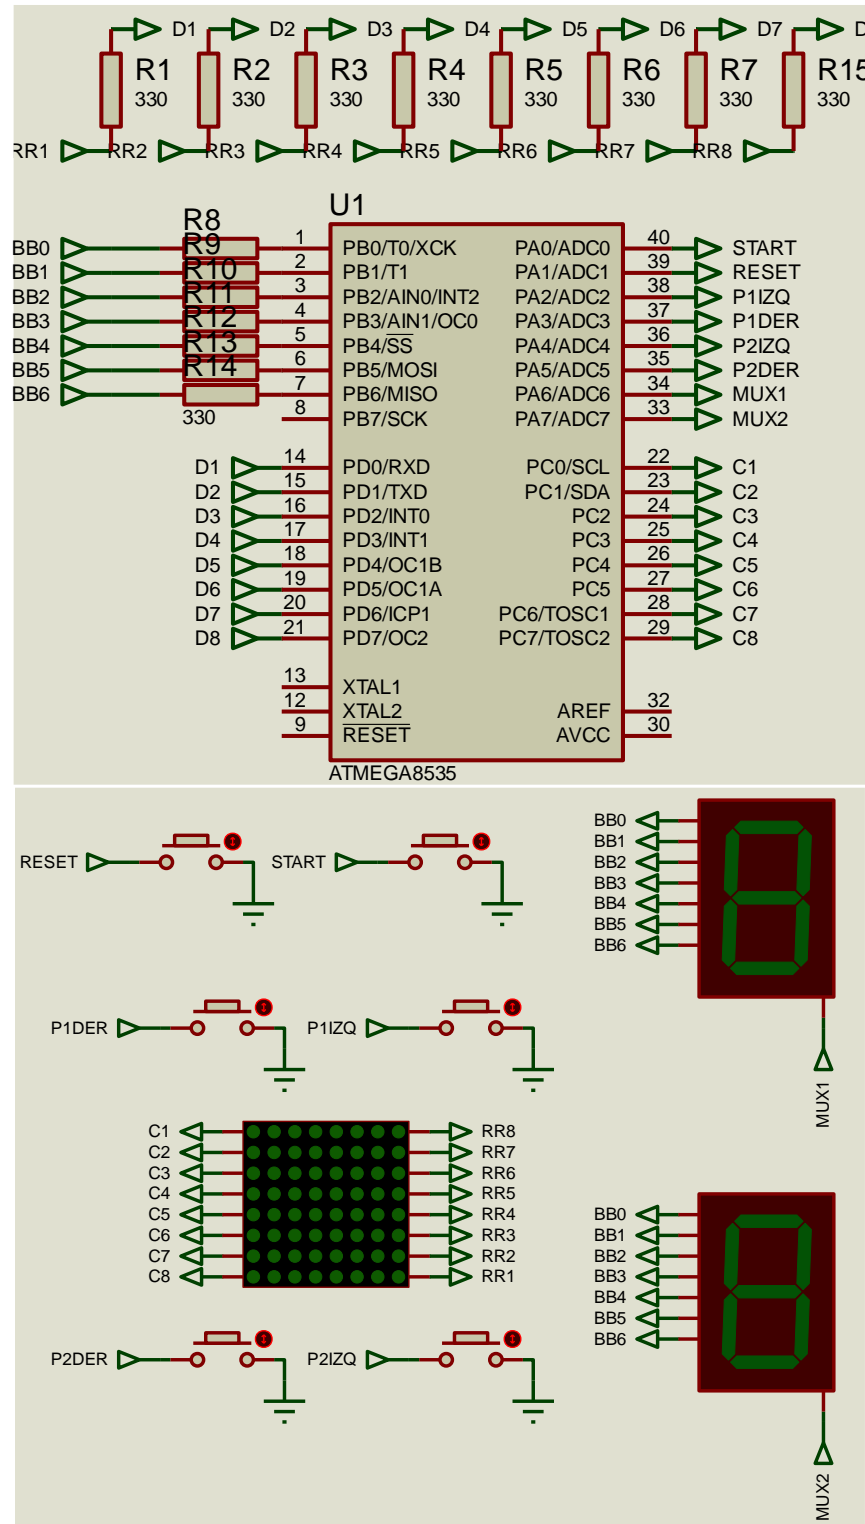 D1 D2 D3 D4 D5 D6 D7 D
R1 R2 R3 R4 R5 R6 R7 R15
330 330 330 330 330 330 330 330
RR1 RR2 RR3 RR4 RR5 RR6 RR7 RR8
U1
R8
BB0 R9 1 PB0/T0/XCK PA0/ADC0 40 START
BB1 R10 2 PB1/T1 PA1/ADC1 39 RESET
BB2 R11 3 PB2/AIN0/INT2 PA2/ADC2 38 P1IZQ
BB3 R12 4 PB3/AIN1/OC0 PA3/ADC3 37 P1DER
BB4 R13 5 PB4/SS PA4/ADC4 36 P2IZQ
BB5 R14 6 PB5/MOSI PA5/ADC5 35 P2DER
BB6 7 PB6/MISO PA6/ADC6 34 MUX1
330 8 PB7/SCK PA7/ADC7 33 MUX2
D1 14 PD0/RXD PC0/SCL 22 C1
D2 15 PD1/TXD PC1/SDA 23 C2
D3 16 PD2/INT0 PC2 24 C3
D4 17 PD3/INT1 PC3 25 C4
D5 18 PD4/OC1B PC4 26 C5
D6 19 PD5/OC1A PC5 27 C6
D7 20 PD6/ICP1 PC6/TOSC1 28 C7
D8 21 PD7/OC2 PC7/TOSC2 29 C8
13 XTAL1
12 XTAL2 AREF 32
9 RESET AVCC 30
ATMEGA8535
RESET START
BB0
BB1
BB2
BB3
BB4
BB5
BB6
P1DER P1IZQ
MUX1
C1 RR8
C2 RR7
C3 RR6
C4 RR5
C5 RR4
C6 RR3
C7 RR2
C8 RR1
BB0
BB1
BB2
BB3
BB4
BB5
BB6
P2DER P2IZQ
MUX2